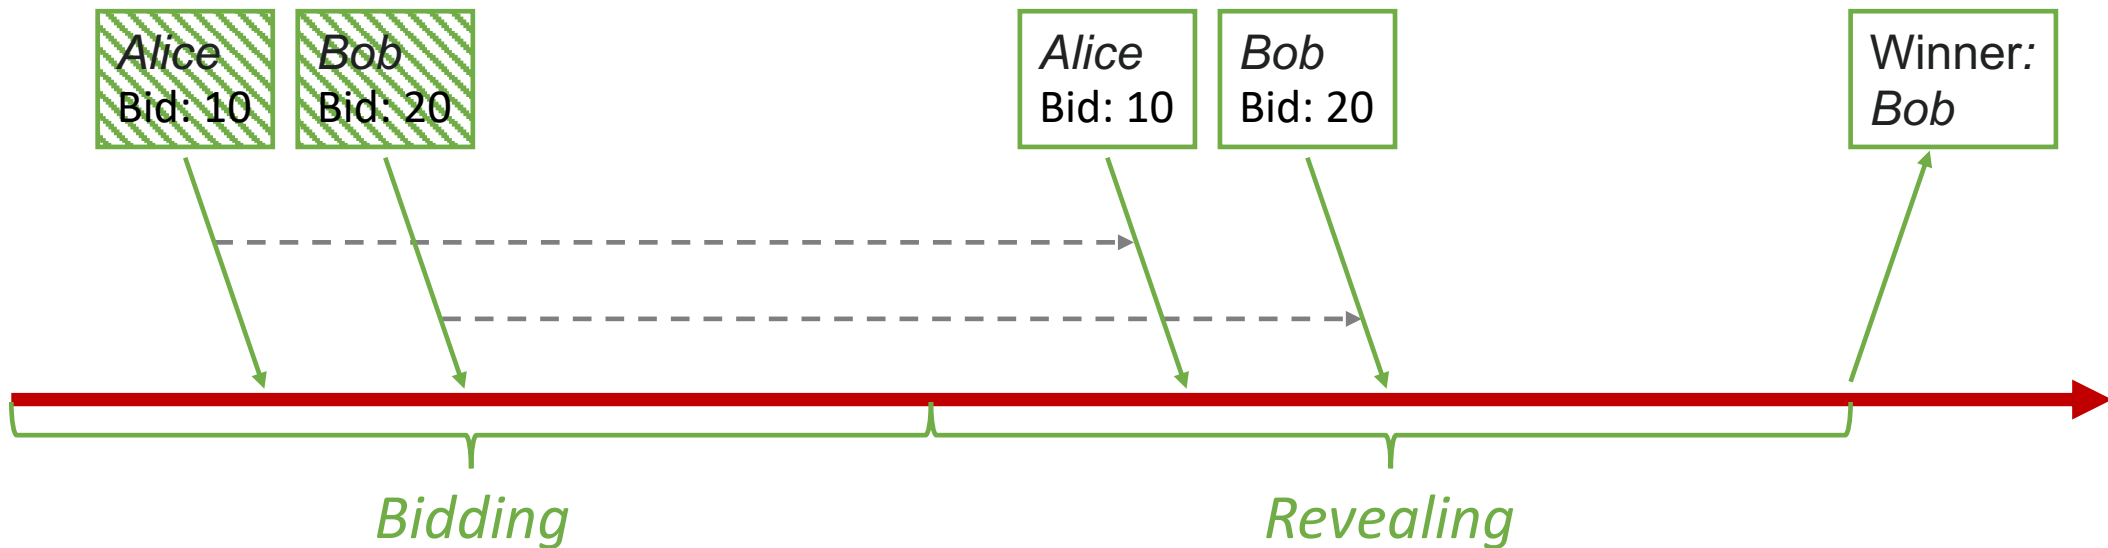 Alice
Bid: 10
Bob
Bid: 20
Alice
Bid: 10
Bob
Bid: 20
Winner:
Bob
Bidding
Revealing